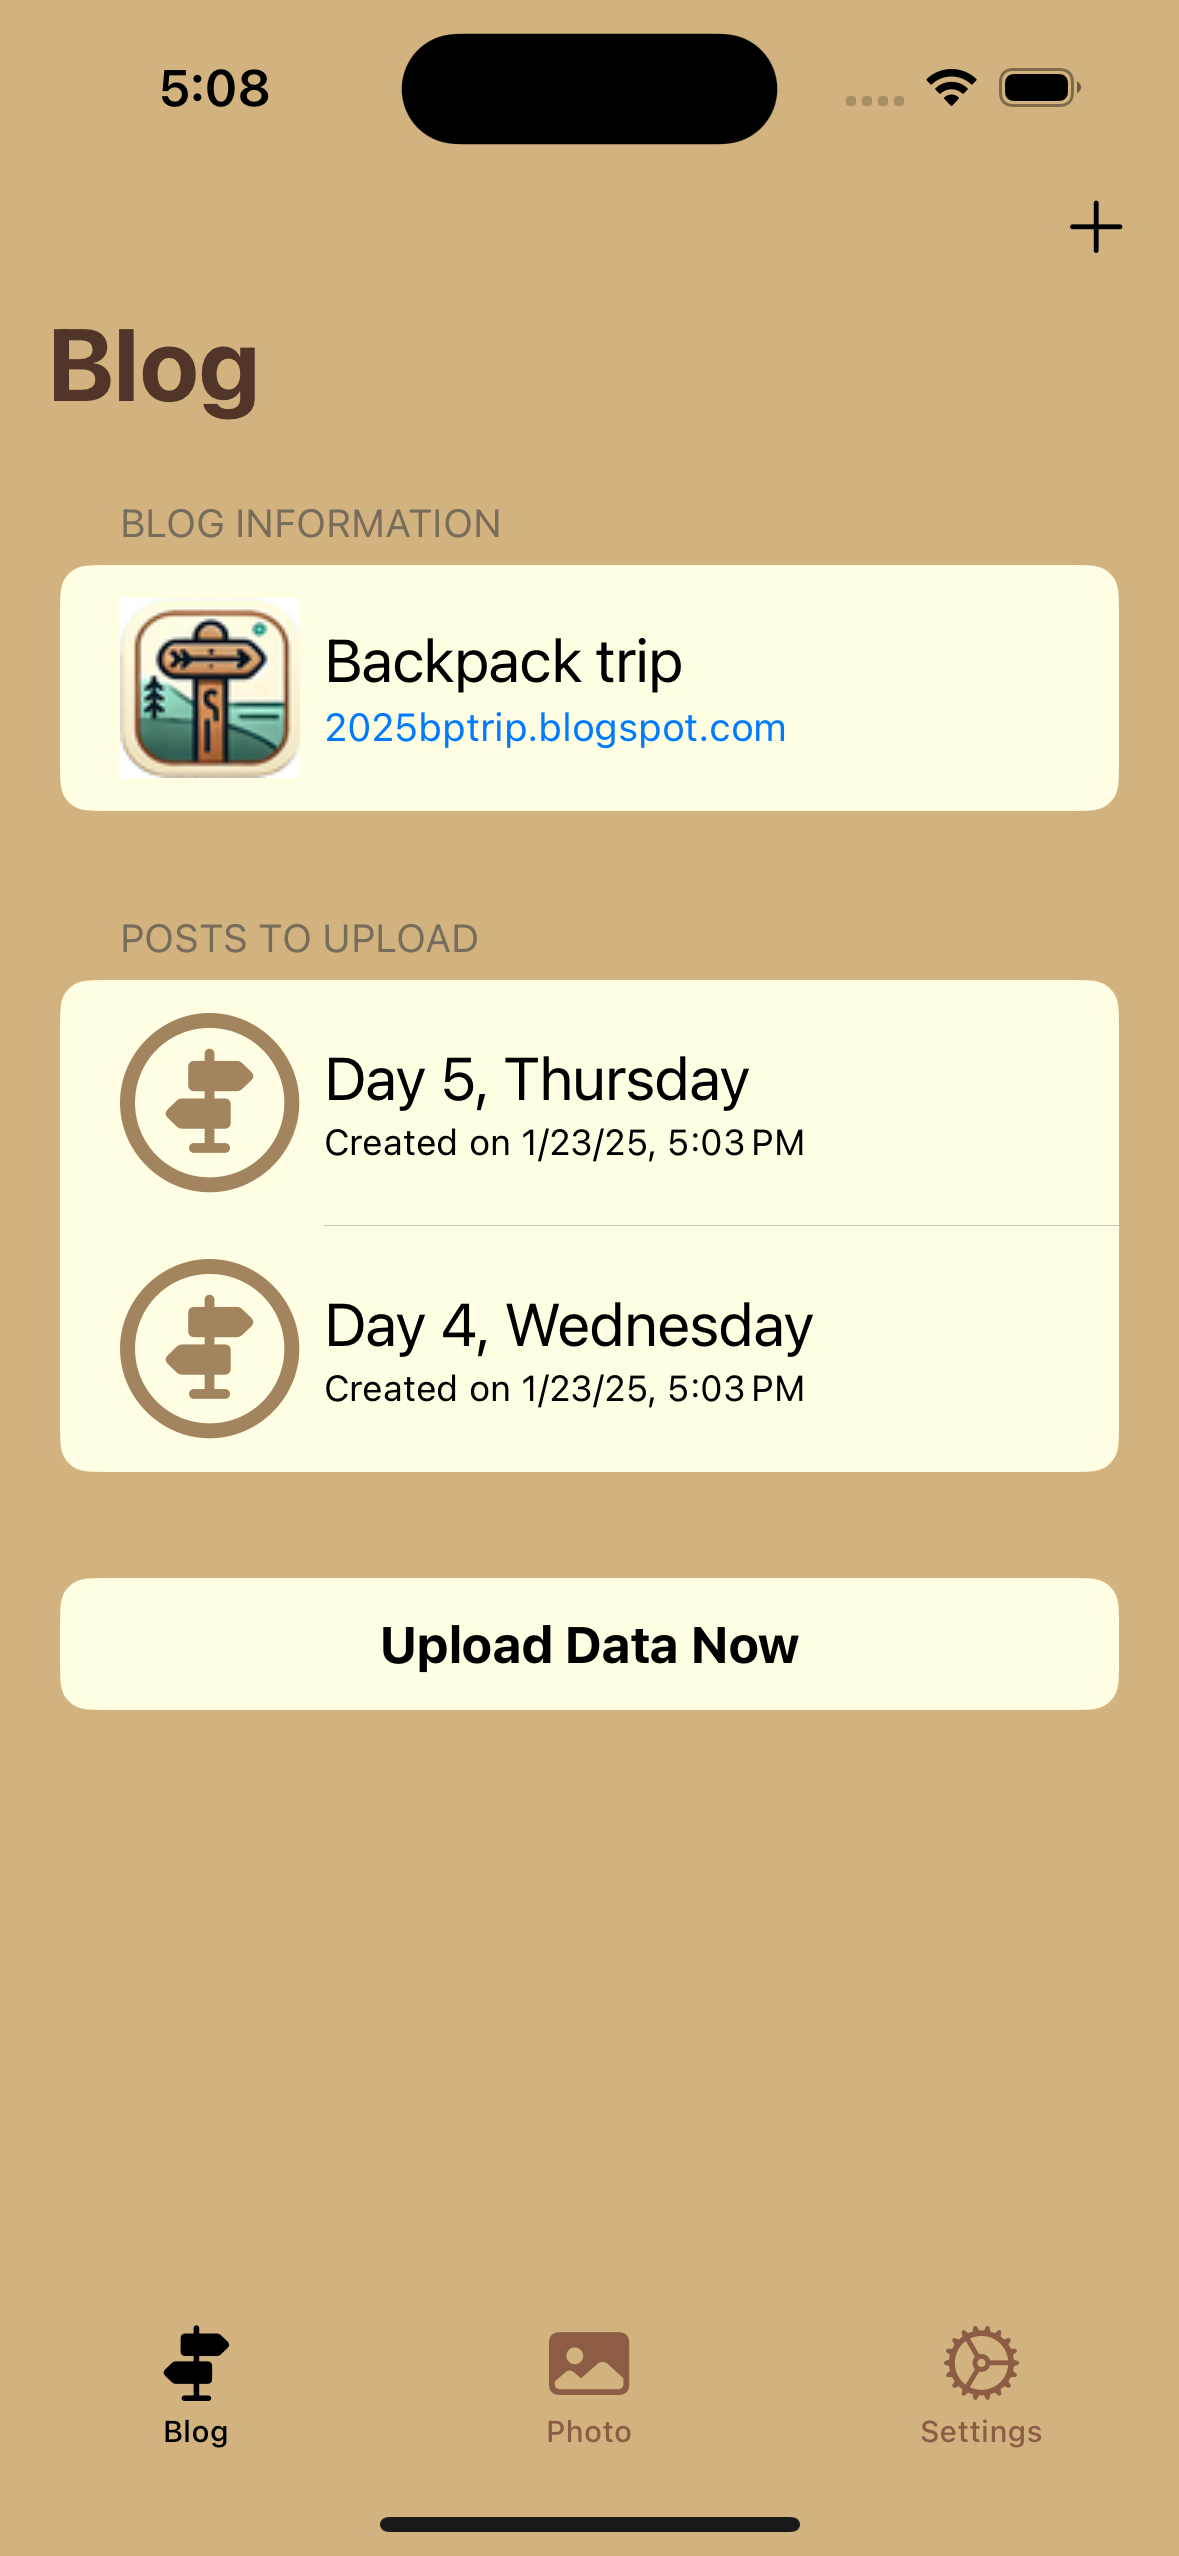 5:08
Blog
BLOG INFORMATION
Backpack trip
2025bptrip.blogspot.com
POSTS TO UPLOAD
Day 5, Thursday
Created on 1/23/25, 5:03 PM
Day 4, Wednesday
Created on 1/23/25, 5:03 PM
Upload Data Now
Blog
Photo
Settings